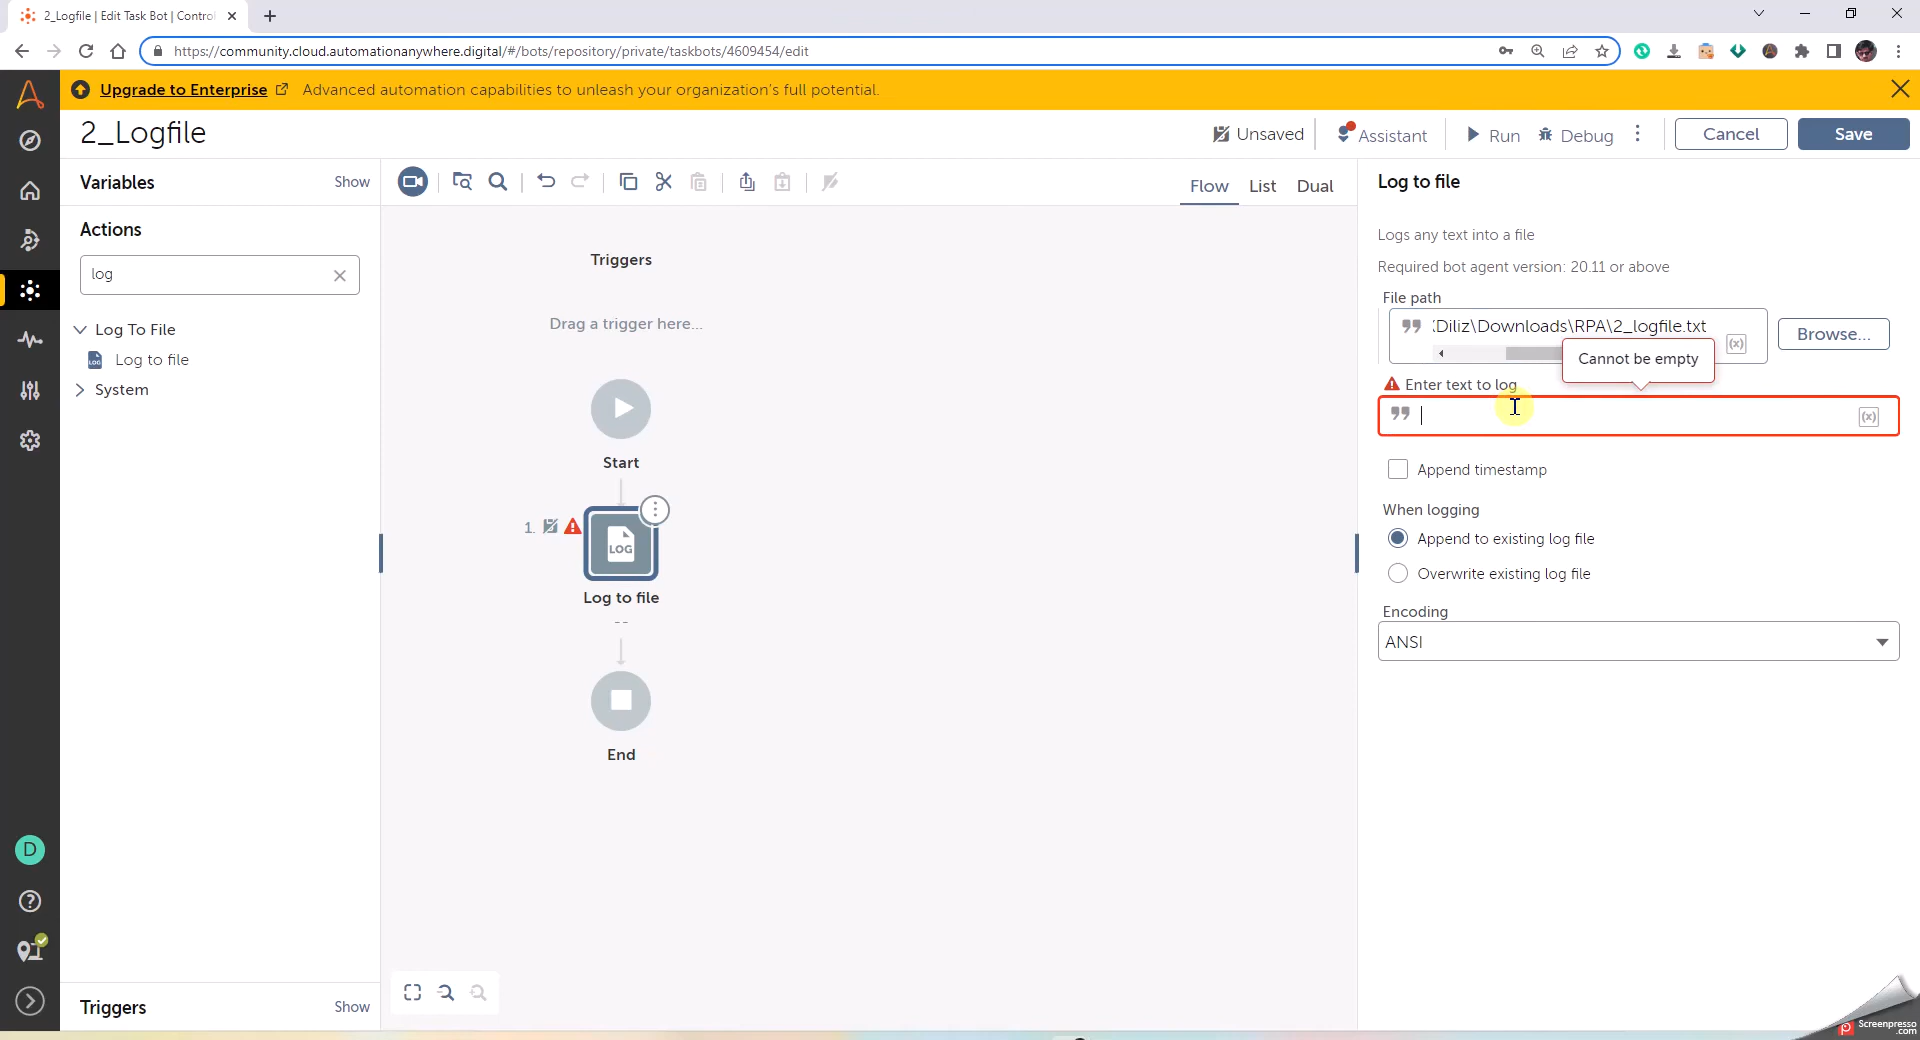 2_Logfile | Edit Task Bot | Contro
https://community.cloud.automationanywhere.digital/#/bots/repository/private/taskbots/4609454/edit
Upgrade to Enterprise Advanced automation capabilities to unleash your organization's full potential.
2_Logfile
Unsaved
Assistant
Run
Debug
Cancel
Save
Variables
Show
Flow
List
Dual
Log to file
Actions
log
Log To File
LOG Log to file
System
Triggers
Drag a trigger here...
Start
1.
LOG
Log to file
--
End
Logs any text into a file
Required bot agent version: 20.11 or above
File path
\Diliz\Downloads\RPA\2_logfile.txt
(x)
Browse...
Cannot be empty
Enter text to log
(x)
Append timestamp
When logging
Append to existing log file
Overwrite existing log file
Encoding
ANSI
D
Triggers
Show
Screenpresso
.com